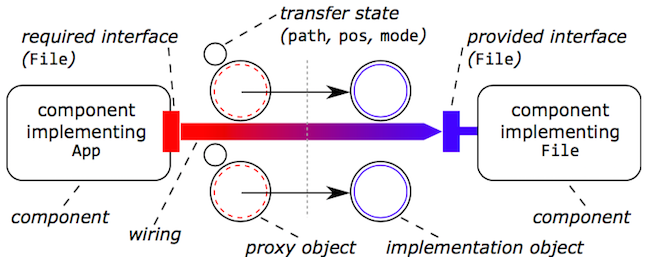 transfer state
(path, pos, mode)
required interface
(File)
provided interface
(File)
component
implementing
App
component
implementing
File
component
wiring
proxy object
implementation object
component